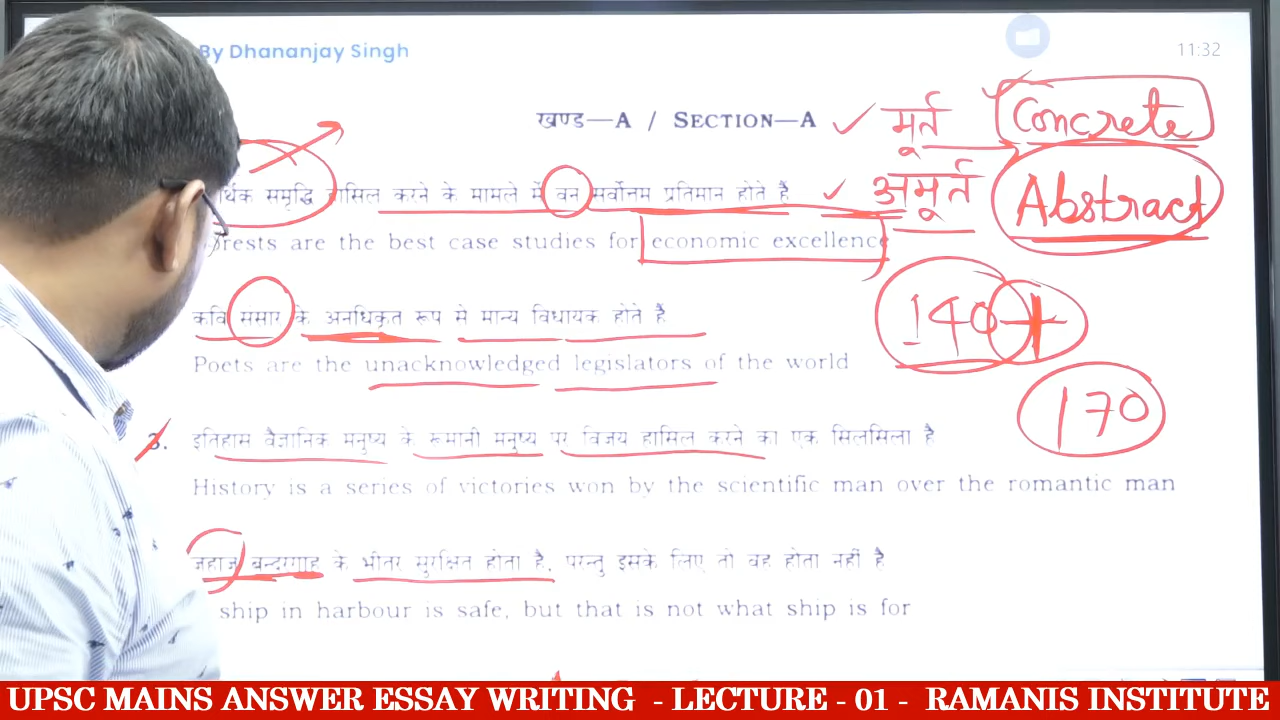 By Dhananjay Singh
11:32
खण्ड—A / SECTION—A
मूर्त Concrete
अमूर्त Abstract
समृद्धि हासिल करने के मामले में वन सर्वोत्तम प्रतिमान होते हैं
rests are the best case studies for economic excellence
140+
कवि संसार के अनधिकृत रूप से मान्य विधायक होते हैं
Poets are the unacknowledged legislators of the world
170
3. इतिहास वैज्ञानिक मनुष्य के रूमानी मनुष्य पर विजय हासिल करने का एक सिलसिला है
History is a series of victories won by the scientific man over the romantic man
जहाज बन्दरगाह के भीतर सुरक्षित होता है, परन्तु इसके लिए तो वह होता नहीं है
ship in harbour is safe, but that is not what ship is for
UPSC MAINS ANSWER ESSAY WRITING - LECTURE - 01 - RAMANIS INSTITUTE